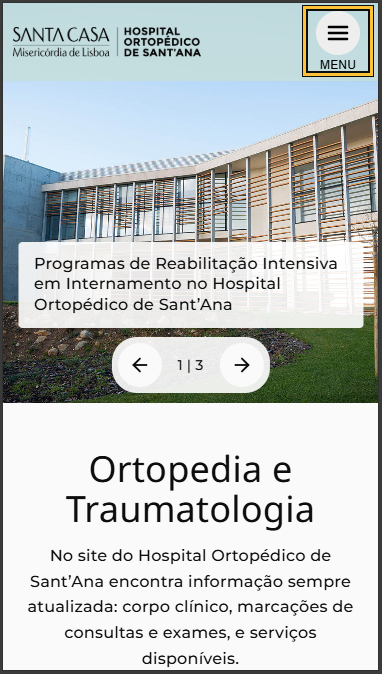 SANTA CASA
Misericórdia de Lisboa
HOSPITAL
ORTOPÉDICO
DE SANT'ANA
MENU
Programas de Reabilitação Intensiva
em Internamento no Hospital
Ortopédico de Sant’Ana
1 | 3
Ortopedia e
Traumatologia
No site do Hospital Ortopédico de
Sant’Ana encontra informação sempre
atualizada: corpo clínico, marcações de
consultas e exames, e serviços
disponíveis.